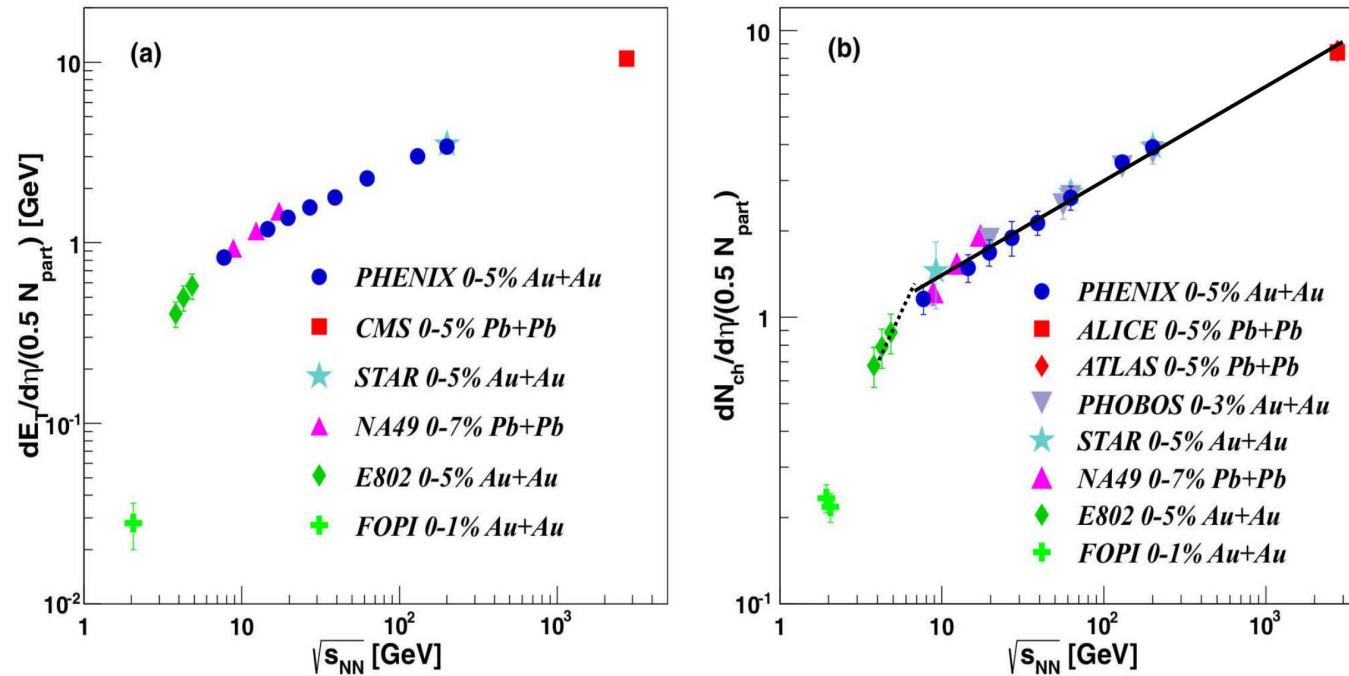 (a)
dE_T/dη/(0.5 N_part) [GeV]
10
1
10^-1
10^-2
1
10
10^2
10^3
√s_NN [GeV]
PHENIX 0-5% Au+Au
CMS 0-5% Pb+Pb
STAR 0-5% Au+Au
NA49 0-7% Pb+Pb
E802 0-5% Au+Au
FOPI 0-1% Au+Au
(b)
dN_ch/dη/(0.5 N_part)
10
1
10^-1
1
10
10^2
10^3
√s_NN [GeV]
PHENIX 0-5% Au+Au
ALICE 0-5% Pb+Pb
ATLAS 0-5% Pb+Pb
PHOBOS 0-3% Au+Au
STAR 0-5% Au+Au
NA49 0-7% Pb+Pb
E802 0-5% Au+Au
FOPI 0-1% Au+Au